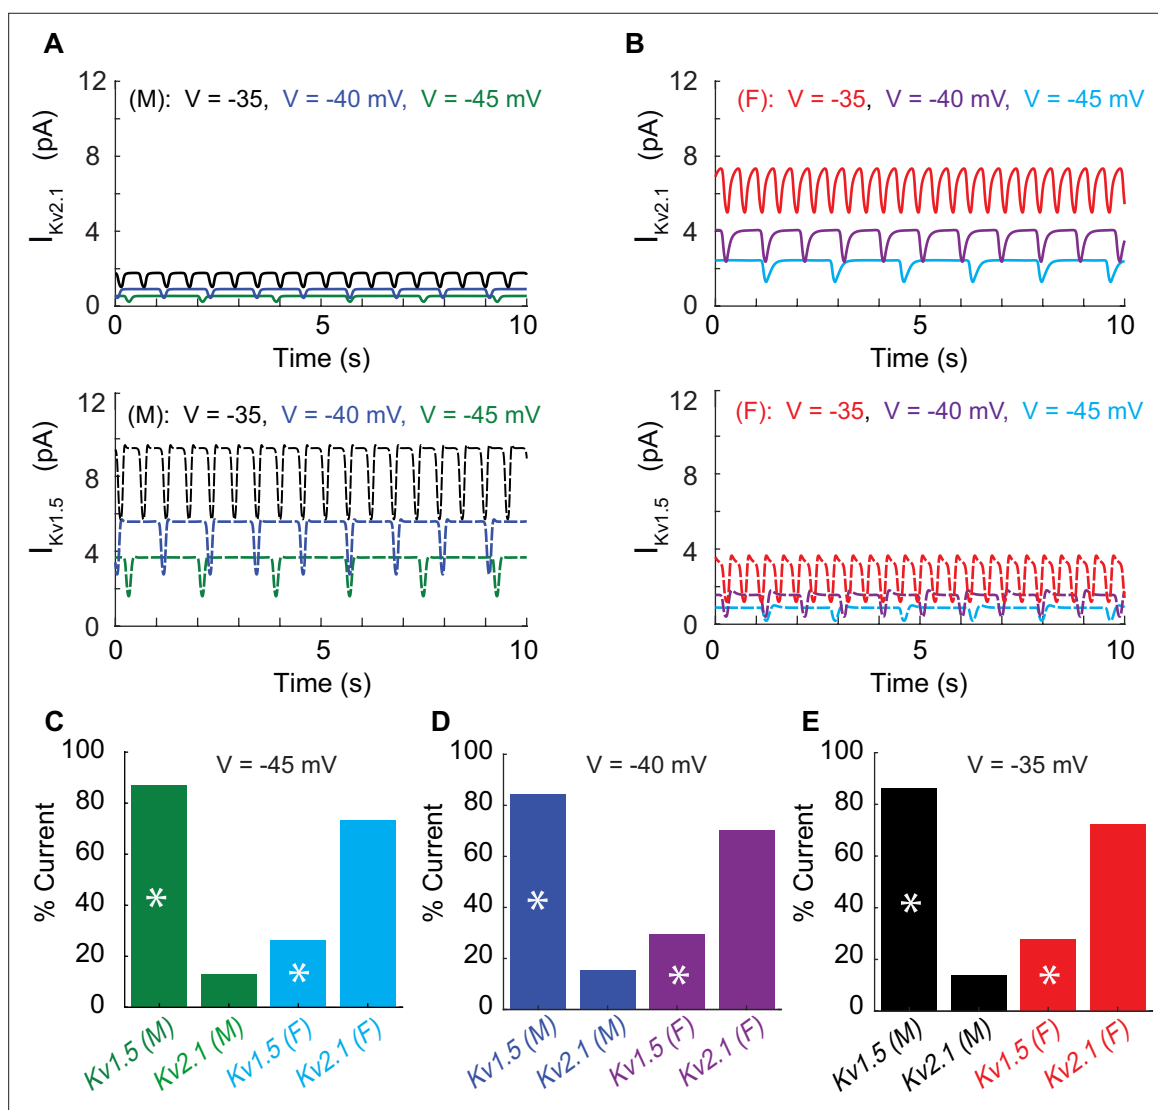 A
12
(M): V = -35, V = -40 mV, V = -45 mV
8
4
0
I_Kv2.1 (pA)
0 5 10
Time (s)
B
12
(F): V = -35, V = -40 mV, V = -45 mV
8
4
0
I_Kv2.1 (pA)
0 5 10
Time (s)
12
(M): V = -35, V = -40 mV, V = -45 mV
8
4
0
I_Kv1.5 (pA)
0 5 10
Time (s)
12
(F): V = -35, V = -40 mV, V = -45 mV
8
4
0
I_Kv1.5 (pA)
0 5 10
Time (s)
C
V = -45 mV
100
80
60
40
20
0
% Current
*
*
Kv1.5 (M)
Kv2.1 (M)
Kv1.5 (F)
Kv2.1 (F)
D
V = -40 mV
100
80
60
40
20
0
% Current
*
*
Kv1.5 (M)
Kv2.1 (M)
Kv1.5 (F)
Kv2.1 (F)
E
V = -35 mV
100
80
60
40
20
0
% Current
*
*
Kv1.5 (M)
Kv2.1 (M)
Kv1.5 (F)
Kv2.1 (F)